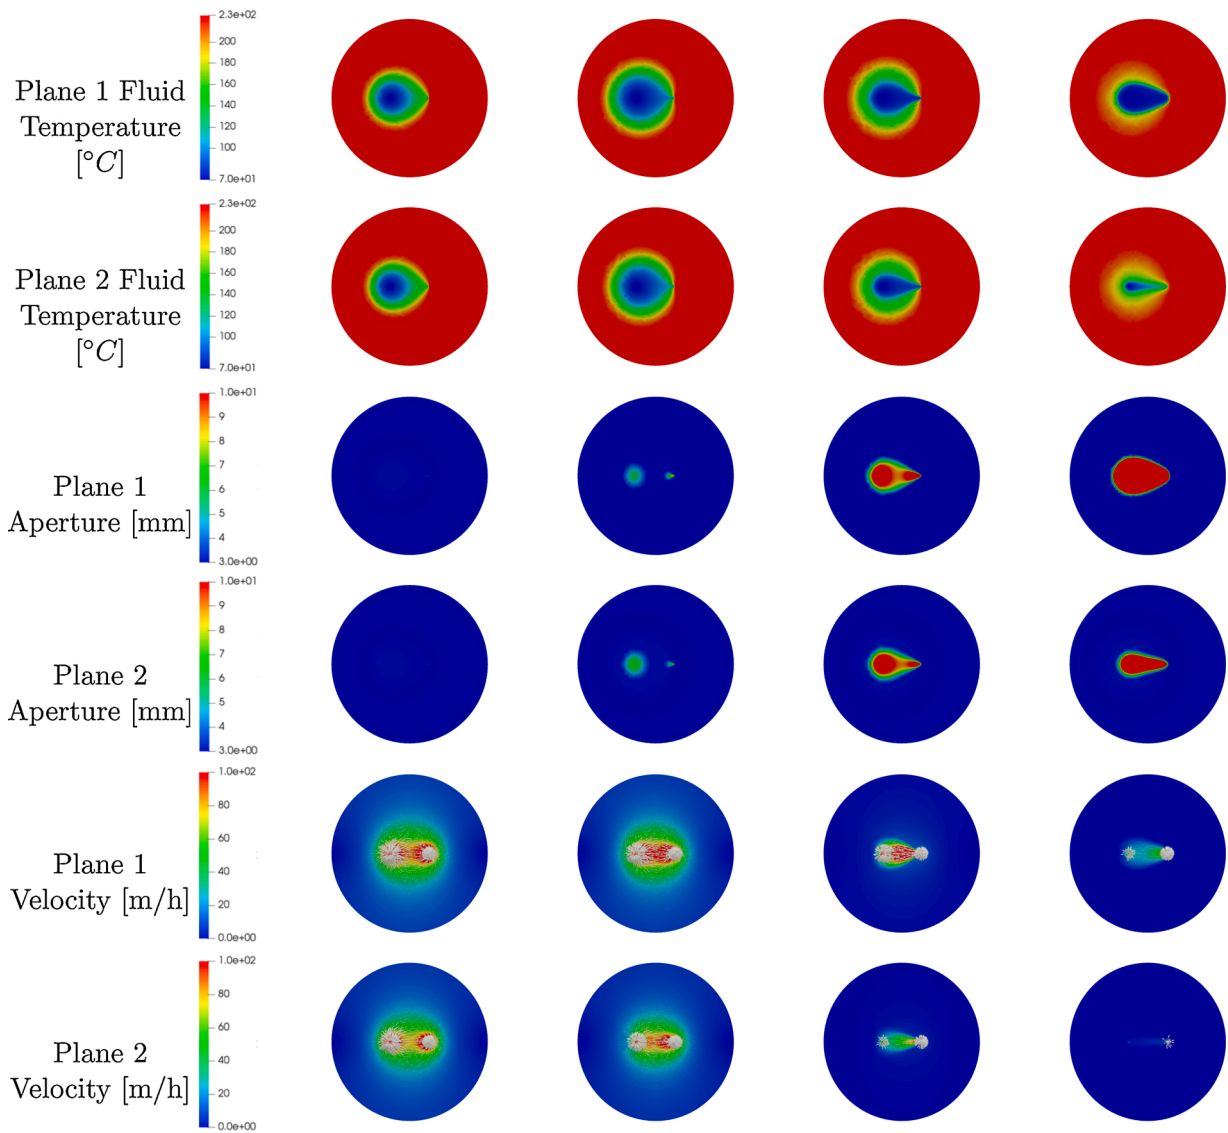 Plane 1 Fluid
Temperature
[°C]
2.3e+02
200
180
160
140
120
100
7.0e+01
Plane 2 Fluid
Temperature
[°C]
2.3e+02
200
180
160
140
120
100
7.0e+01
Plane 1
Aperture [mm]
1.0e+01
9
8
7
6
5
4
3.0e+00
Plane 2
Aperture [mm]
1.0e+01
9
8
7
6
5
4
3.0e+00
Plane 1
Velocity [m/h]
1.0e+02
80
60
40
20
0.0e+00
Plane 2
Velocity [m/h]
1.0e+02
80
60
40
20
0.0e+00